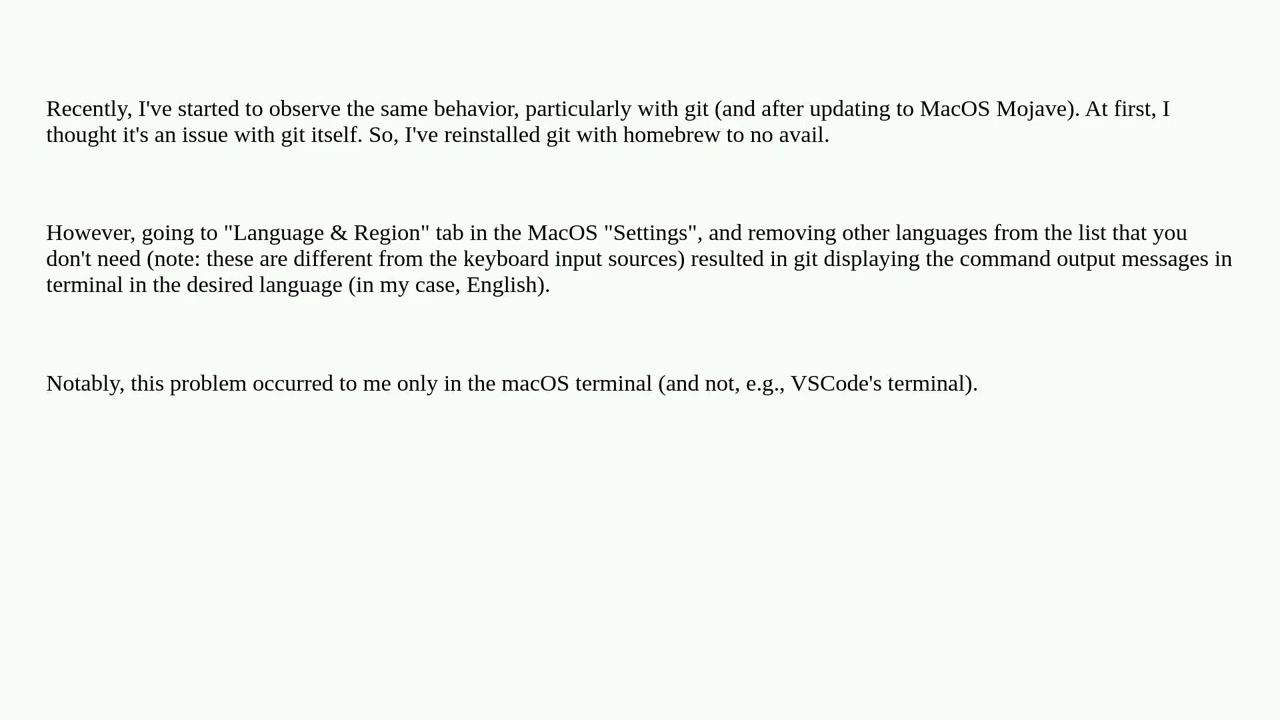 Recently, I've started to observe the same behavior, particularly with git (and after updating to MacOS Mojave). At first, I
thought it's an issue with git itself. So, I've reinstalled git with homebrew to no avail.
However, going to "Language & Region" tab in the MacOS "Settings", and removing other languages from the list that you
don't need (note: these are different from the keyboard input sources) resulted in git displaying the command output messages in
terminal in the desired language (in my case, English).
Notably, this problem occurred to me only in the macOS terminal (and not, e.g., VSCode's terminal).